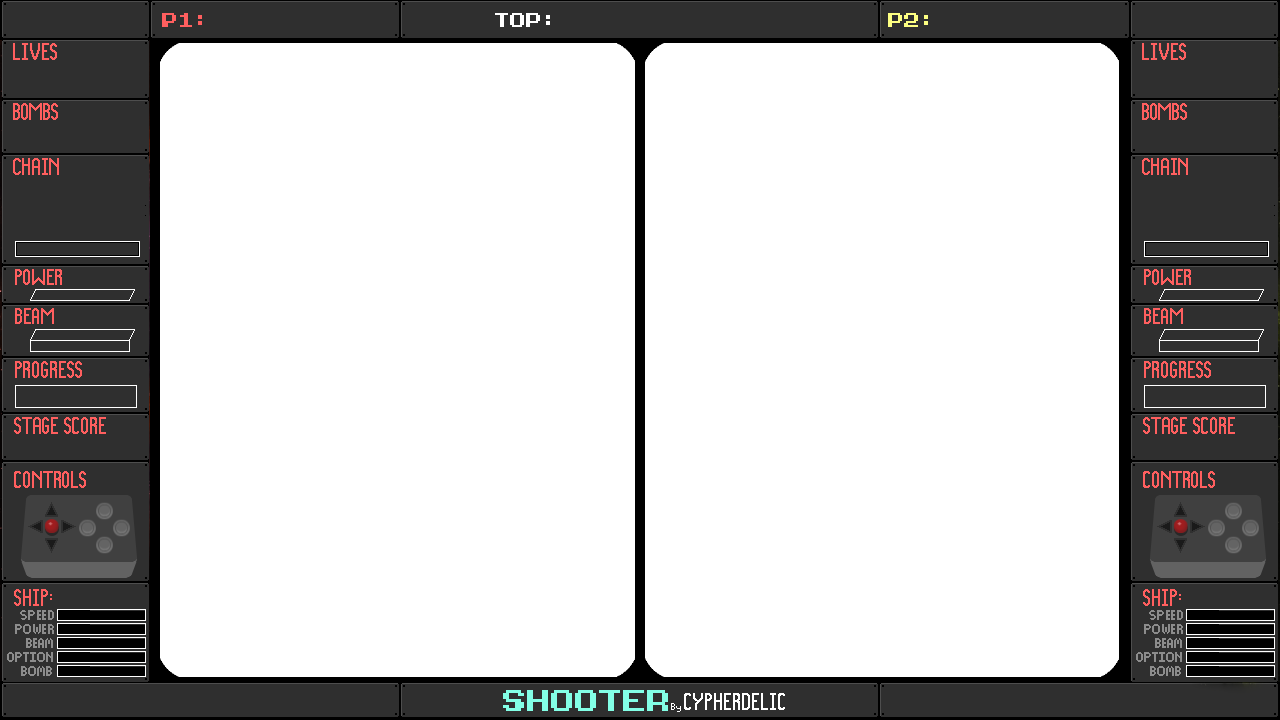 P1: TOP: P2:
LIVES
BOMBS
CHAIN
POWER
BEAM
PROGRESS
STAGE SCORE
CONTROLS
SHIP:
SPEED
POWER
BEAM
OPTION
BOMB
LIVES
BOMBS
CHAIN
POWER
BEAM
PROGRESS
STAGE SCORE
CONTROLS
SHIP:
SPEED
POWER
BEAM
OPTION
BOMB
SHOOTER By CYPHERDELIC